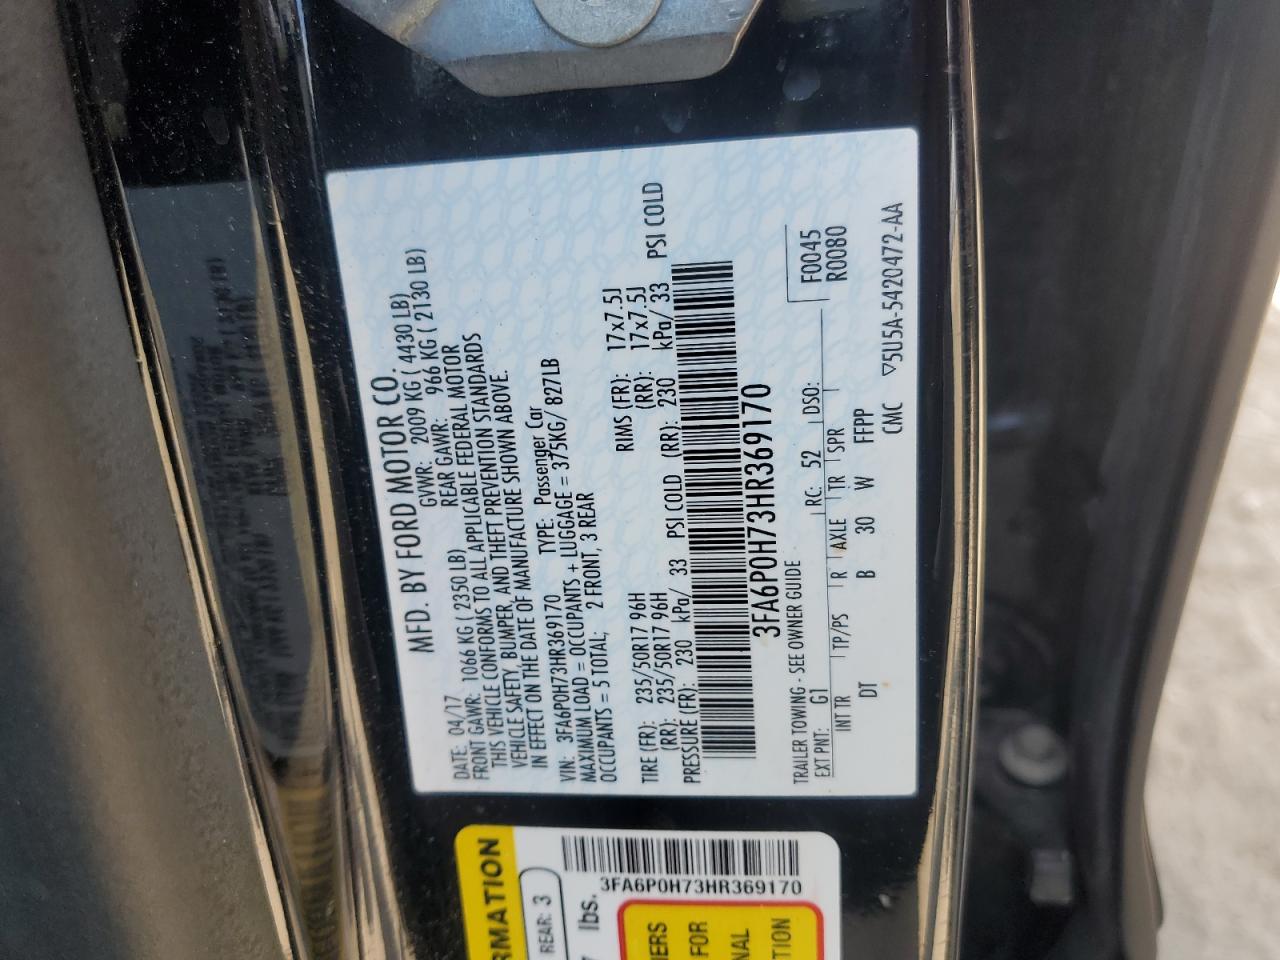 MFD. BY FORD MOTOR CO.
DATE: 04/17 GVWR: 2009 KG ( 4430 LB)
FRONT GAWR: 1066 KG ( 2350 LB) REAR GAWR: 966 KG ( 2130 LB)
THIS VEHICLE CONFORMS TO ALL APPLICABLE FEDERAL MOTOR
VEHICLE SAFETY, BUMPER, AND THEFT PREVENTION STANDARDS
IN EFFECT ON THE DATE OF MANUFACTURE SHOWN ABOVE.
VIN: 3FA6P0H73HR369170 TYPE: Passenger Car
MAXIMUM LOAD = OCCUPANTS + LUGGAGE = 375KG/ 827LB
OCCUPANTS = 5 TOTAL; 2 FRONT, 3 REAR
TIRE (FR): 235/50R17 96H RIMS (FR): 17x7.5J
(RR): 235/50R17 96H (RR): 17x7.5J
PRESSURE (FR): 230 kPa/ 33 PSI COLD (RR): 230 kPa/ 33 PSI COLD
3FA6P0H73HR369170
F0045
R0080
TRAILER TOWING - SEE OWNER GUIDE
EXT PNT: G1 RC: 52 DSO:
INT TR TP/PS R AXLE TR SPR
DT B 30 W FFPP
CMC ▽5U5A-5420472-AA
RMATION
REAR: 3
lbs.
3FA6P0H73HR369170